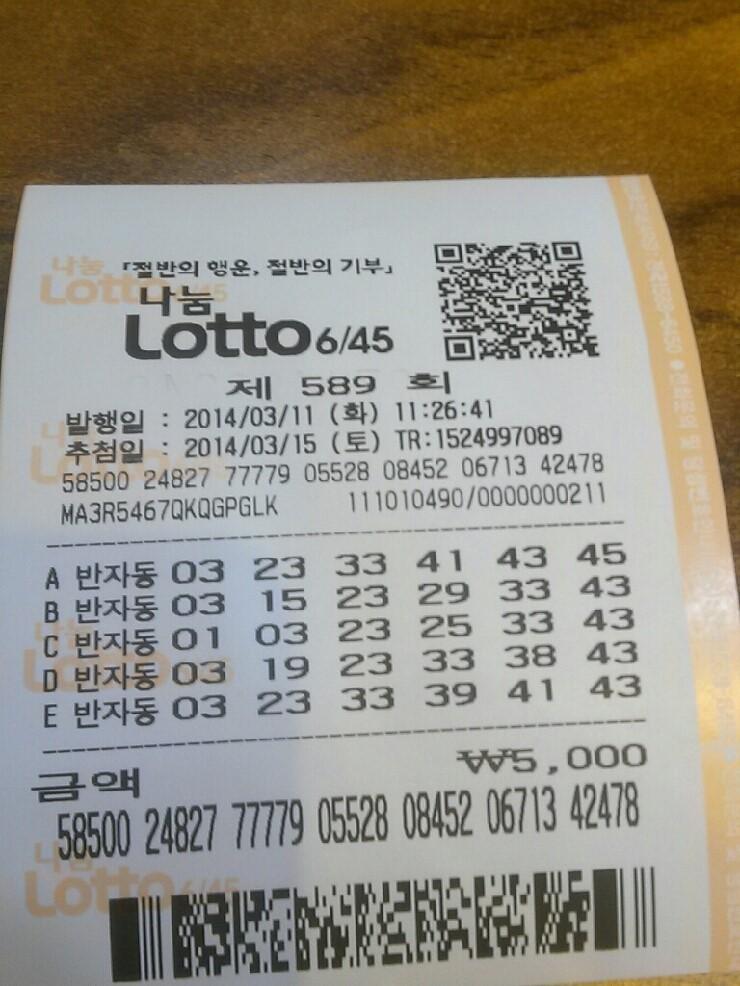 「절반의 행운, 절반의 기부」
나눔
Lotto 6/45
제 589 회
발행일 : 2014/03/11 (화) 11:26:41
추첨일 : 2014/03/15 (토) TR:1524997089
58500 24827 77779 05528 08452 06713 42478
MA3R5467QKQGPGLK 111010490/0000000211
A 반자동 03 23 33 41 43 45
B 반자동 03 15 23 29 33 43
C 반자동 01 03 23 25 33 43
D 반자동 03 19 23 33 38 43
E 반자동 03 23 33 39 41 43
금액 ₩5,000
58500 24827 77779 05528 08452 06713 42478
나눔
Lotto 6/45